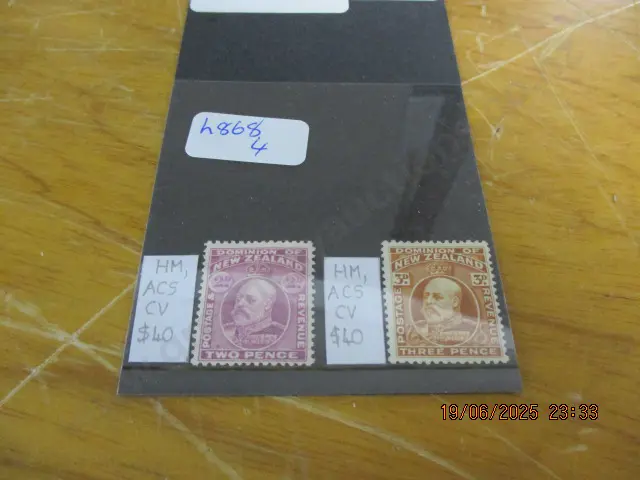 h868
4
HM,
ACS
CV
$40
DOMINION OF
NEW ZEALAND
POSTAGE &
REVENUE
TWO PENCE
HM,
ACS
CV
$40
DOMINION OF
NEW ZEALAND
POSTAGE &
REVENUE
THREE PENCE
19/06/2025 23:33